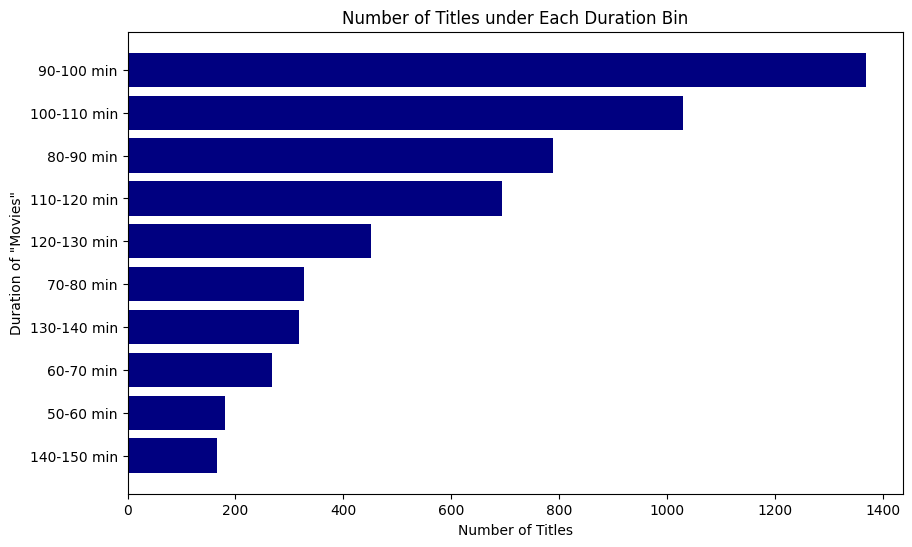 Number of Titles under Each Duration Bin
Duration of "Movies"
90-100 min
100-110 min
80-90 min
110-120 min
120-130 min
70-80 min
130-140 min
60-70 min
50-60 min
140-150 min
0 200 400 600 800 1000 1200 1400
Number of Titles